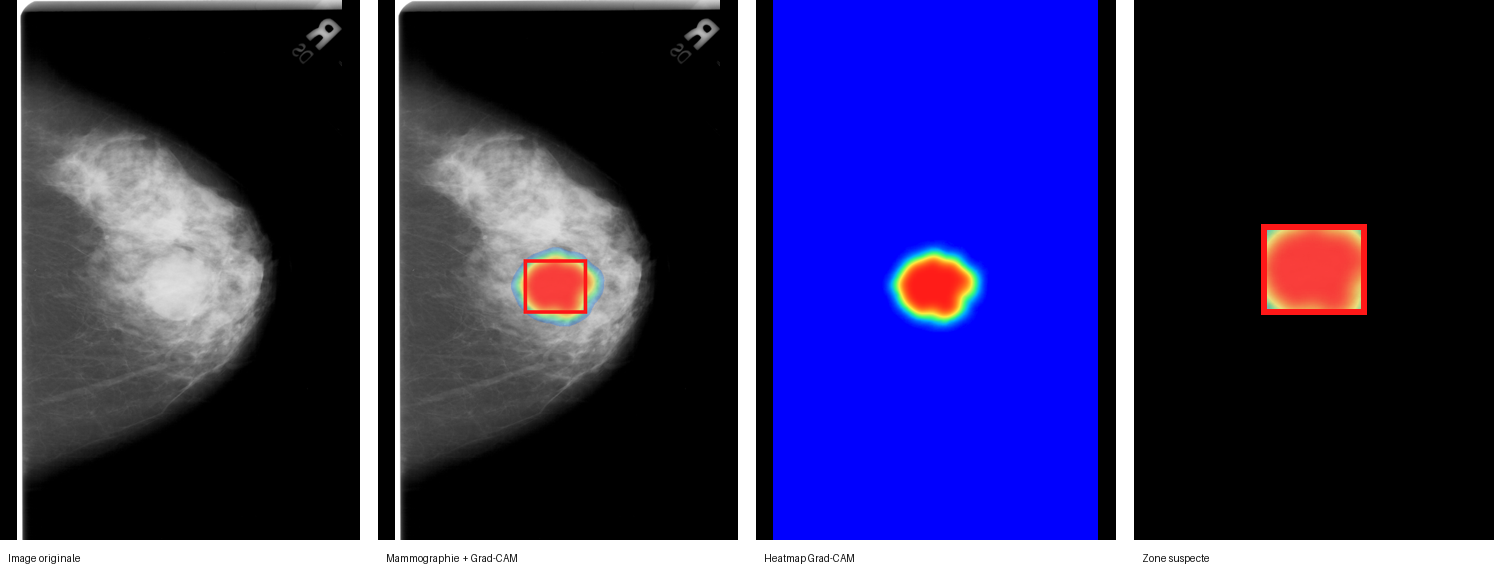 R
R
Image originale
Mammographie + Grad-CAM
Heatmap Grad-CAM
Zone suspecte